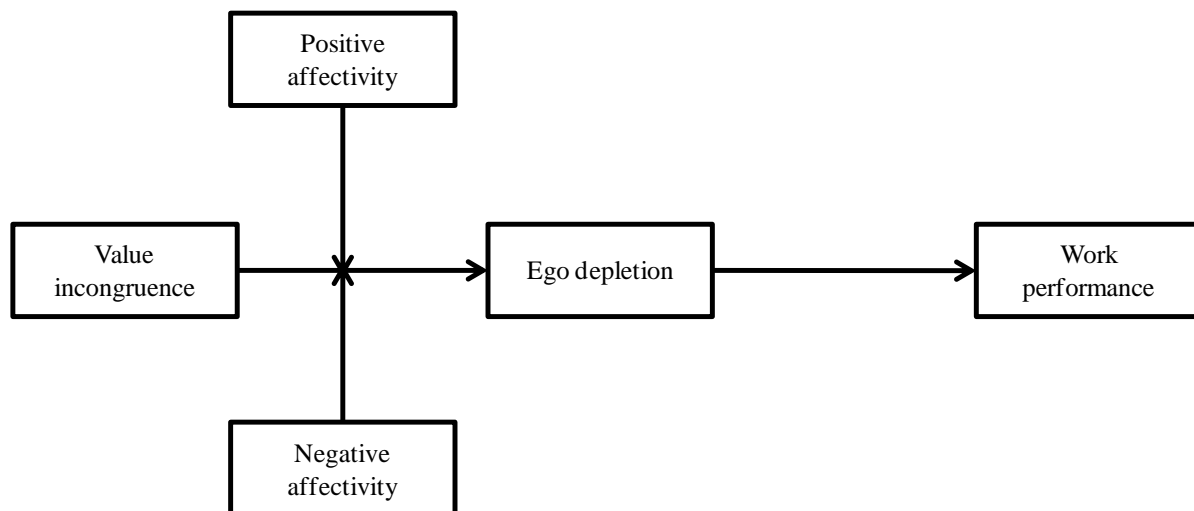 Positive
affectivity
Value
incongruence
Ego depletion
Work
performance
Negative
affectivity